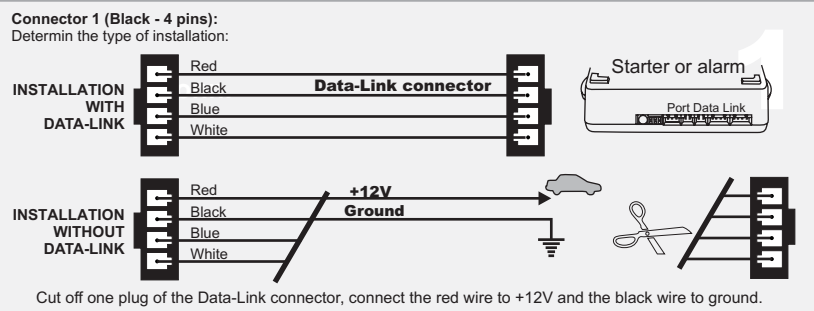 Connector 1 (Black - 4 pins):
Determin the type of installation:
1
INSTALLATION
WITH
DATA-LINK
Red
Black
Blue
White
Data-Link connector
Starter or alarm
Port Data Link
INSTALLATION
WITHOUT
DATA-LINK
Red
Black
Blue
White
+12V
Ground
Cut off one plug of the Data-Link connector, connect the red wire to +12V and the black wire to ground.